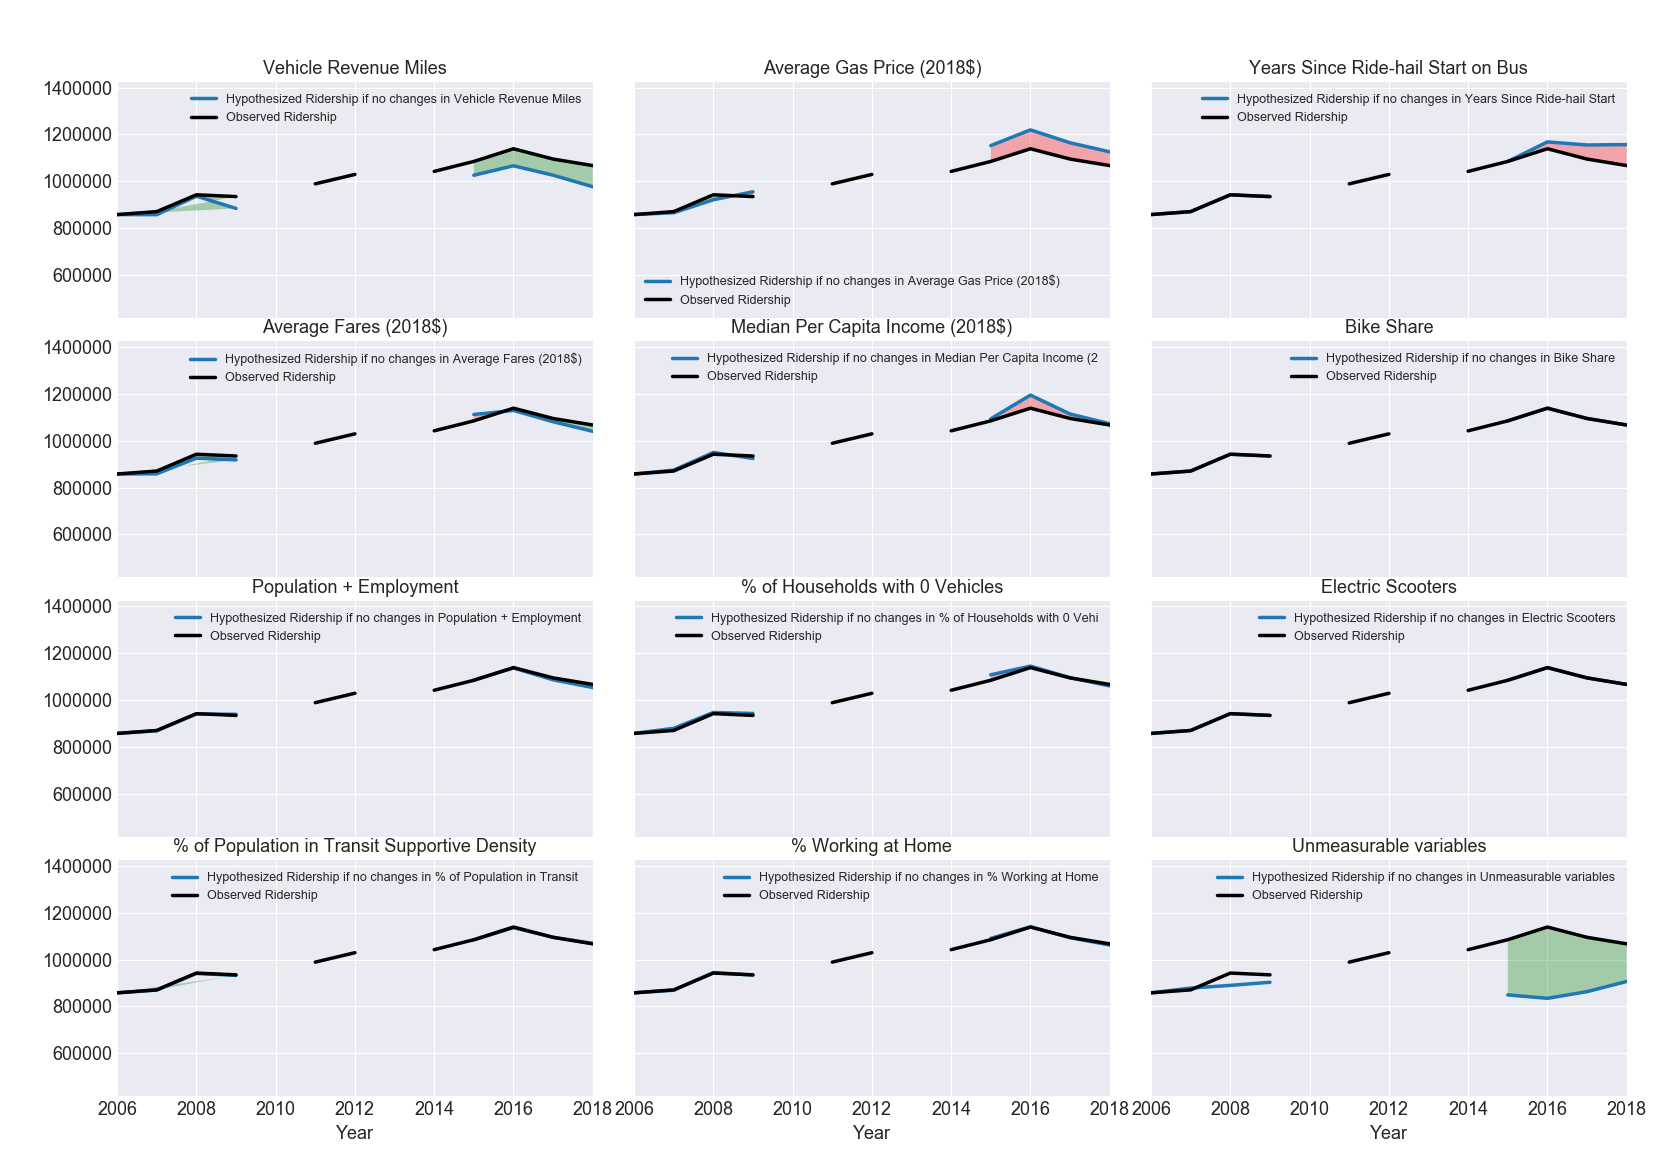 Vehicle Revenue Miles
Average Gas Price (2018$)
Years Since Ride-hail Start on Bus
1400000
1200000
1000000
800000
600000
Hypothesized Ridership if no changes in Vehicle Revenue Miles
Observed Ridership
Hypothesized Ridership if no changes in Average Gas Price (2018$)
Observed Ridership
Hypothesized Ridership if no changes in Years Since Ride-hail Start
Observed Ridership
Average Fares (2018$)
Median Per Capita Income (2018$)
Bike Share
1400000
1200000
1000000
800000
600000
Hypothesized Ridership if no changes in Average Fares (2018$)
Observed Ridership
Hypothesized Ridership if no changes in Median Per Capita Income (2
Observed Ridership
Hypothesized Ridership if no changes in Bike Share
Observed Ridership
Population + Employment
% of Households with 0 Vehicles
Electric Scooters
1400000
1200000
1000000
800000
600000
Hypothesized Ridership if no changes in Population + Employment
Observed Ridership
Hypothesized Ridership if no changes in % of Households with 0 Vehi
Observed Ridership
Hypothesized Ridership if no changes in Electric Scooters
Observed Ridership
% of Population in Transit Supportive Density
% Working at Home
Unmeasurable variables
1400000
1200000
1000000
800000
600000
Hypothesized Ridership if no changes in % of Population in Transit
Observed Ridership
Hypothesized Ridership if no changes in % Working at Home
Observed Ridership
Hypothesized Ridership if no changes in Unmeasurable variables
Observed Ridership
2006 2008 2010 2012 2014 2016 2018
2006 2008 2010 2012 2014 2016 2018
2006 2008 2010 2012 2014 2016 2018
Year
Year
Year